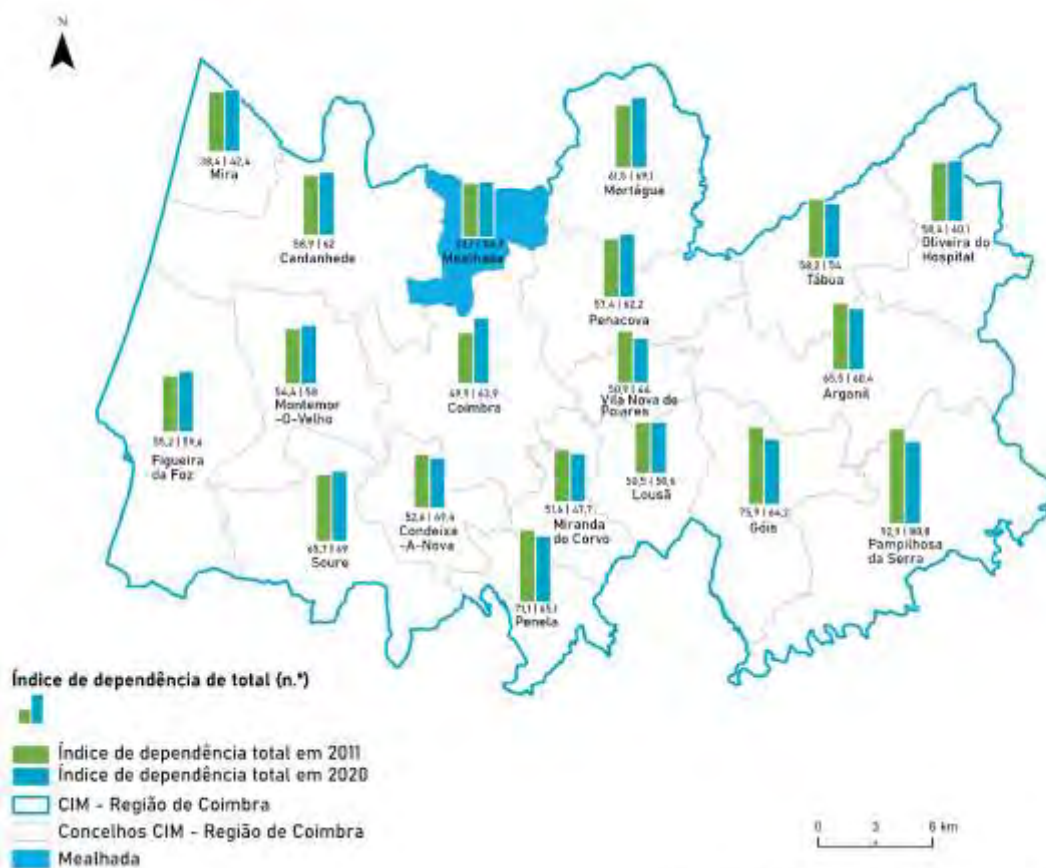 N
38,4 | 42,4
Mira
58,9 | 62
Cantanhede
Mealhada
61,5 | 69,1
Mortágua
58,2 | 54
Tábua
58,4 | 60,1
Oliveira do
Hospital
57,4 | 62,2
Penacova
54,4 | 58
Montemor
-O-Velho
49,9 | 63,9
Coimbra
50,9 | 44
Vila Nova de
Poiares
65,5 | 60,4
Arganil
55,2 | 59,6
Figueira
da Foz
65,7 | 69
Soure
52,6 | 49,4
Condeixa
-A-Nova
51,6 | 47,7
Miranda
do Corvo
50,5 | 50,6
Lousã
75,9 | 64,2
Góis
92,9 | 80,8
Pampilhosa
da Serra
71,1 | 65,1
Penela
Índice de dependência de total (n.º)
Índice de dependência total em 2011
Índice de dependência total em 2020
CIM - Região de Coimbra
Concelhos CIM - Região de Coimbra
Mealhada
0 3 6 km